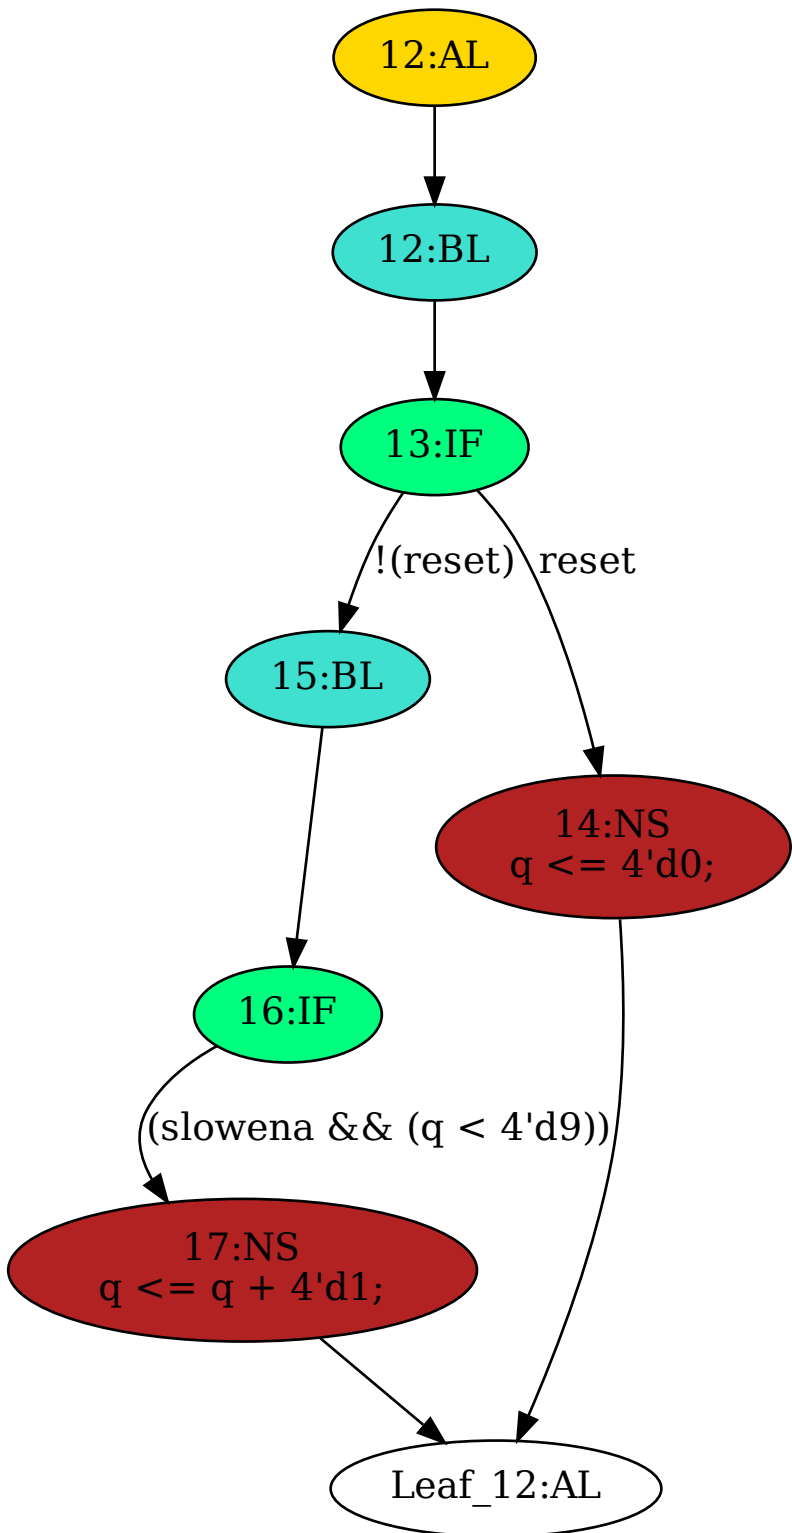 12:AL
12:BL
13:IF
!(reset)
reset
15:BL
14:NS
q <= 4'd0;
16:IF
(slowena && (q < 4'd9))
17:NS
q <= q + 4'd1;
Leaf_12:AL